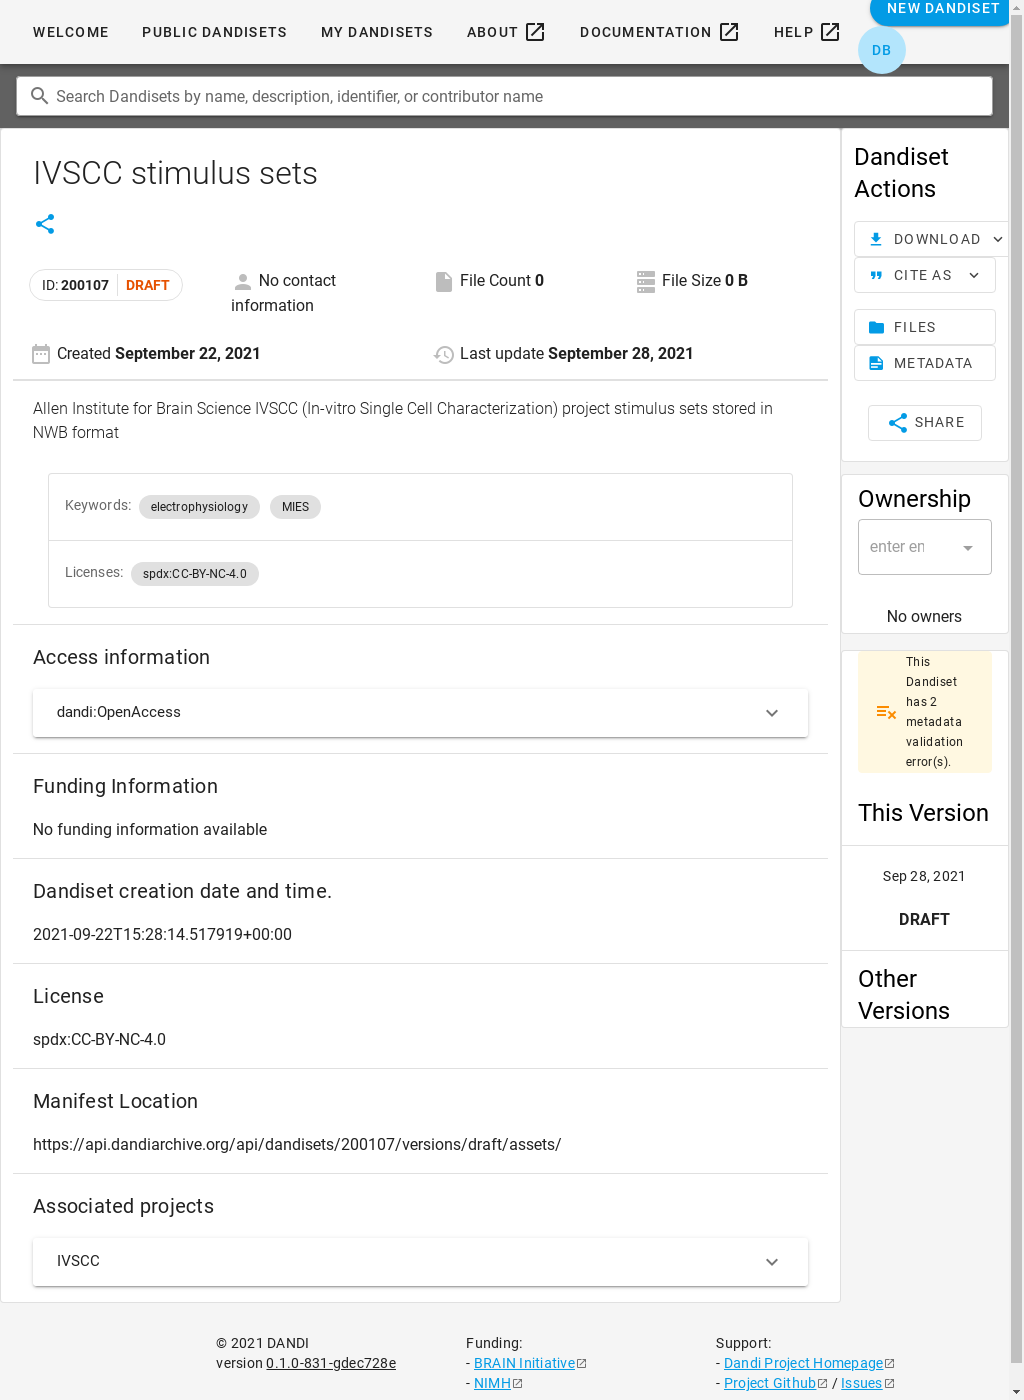 WELCOME PUBLIC DANDISETS MY DANDISETS ABOUT DOCUMENTATION HELP NEW DANDISET
DB
Search Dandisets by name, description, identifier, or contributor name
IVSCC stimulus sets
ID: 200107 DRAFT
No contact information
File Count 0
File Size 0 B
Created September 22, 2021
Last update September 28, 2021
Allen Institute for Brain Science IVSCC (In-vitro Single Cell Characterization) project stimulus sets stored in
NWB format
Keywords: electrophysiology MIES
Licenses: spdx:CC-BY-NC-4.0
Access information
dandi:OpenAccess
Funding Information
No funding information available
Dandiset creation date and time.
2021-09-22T15:28:14.517919+00:00
License
spdx:CC-BY-NC-4.0
Manifest Location
https://api.dandiarchive.org/api/dandisets/200107/versions/draft/assets/
Associated projects
IVSCC
Dandiset
Actions
DOWNLOAD
CITE AS
FILES
METADATA
SHARE
Ownership
enter en
No owners
This
Dandiset
has 2
metadata
validation
error(s).
This Version
Sep 28, 2021
DRAFT
Other
Versions
© 2021 DANDI
version 0.1.0-831-gdec728e
Funding:
- BRAIN Initiative
- NIMH
Support:
- Dandi Project Homepage
- Project Github / Issues